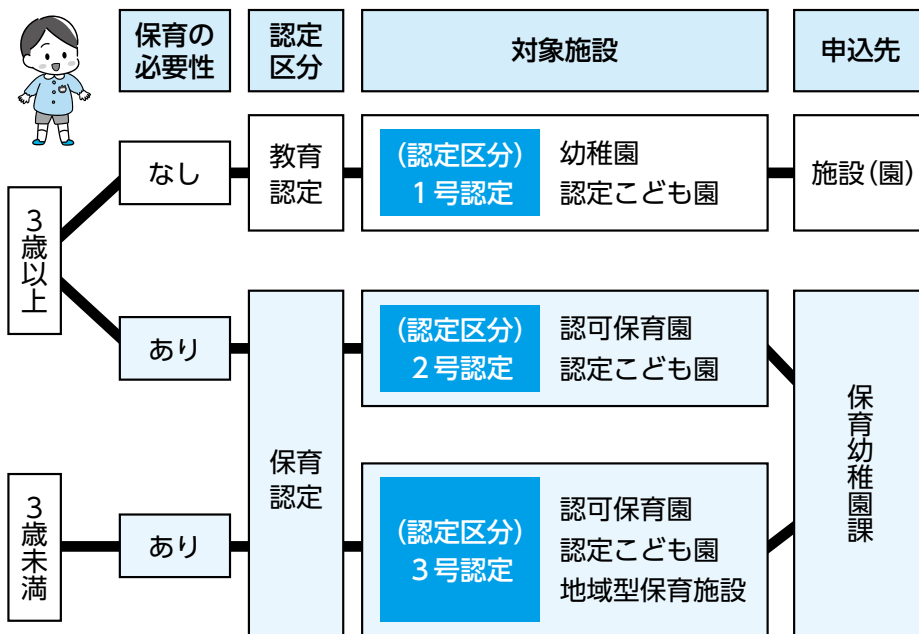 保育の
必要性
認定
区分
対象施設
申込先
3歳以上
なし
教育
認定
(認定区分)
1号認定
幼稚園
認定こども園
施設(園)
あり
保育
認定
(認定区分)
2号認定
認可保育園
認定こども園
保育幼稚園課
3歳未満
あり
(認定区分)
3号認定
認可保育園
認定こども園
地域型保育施設